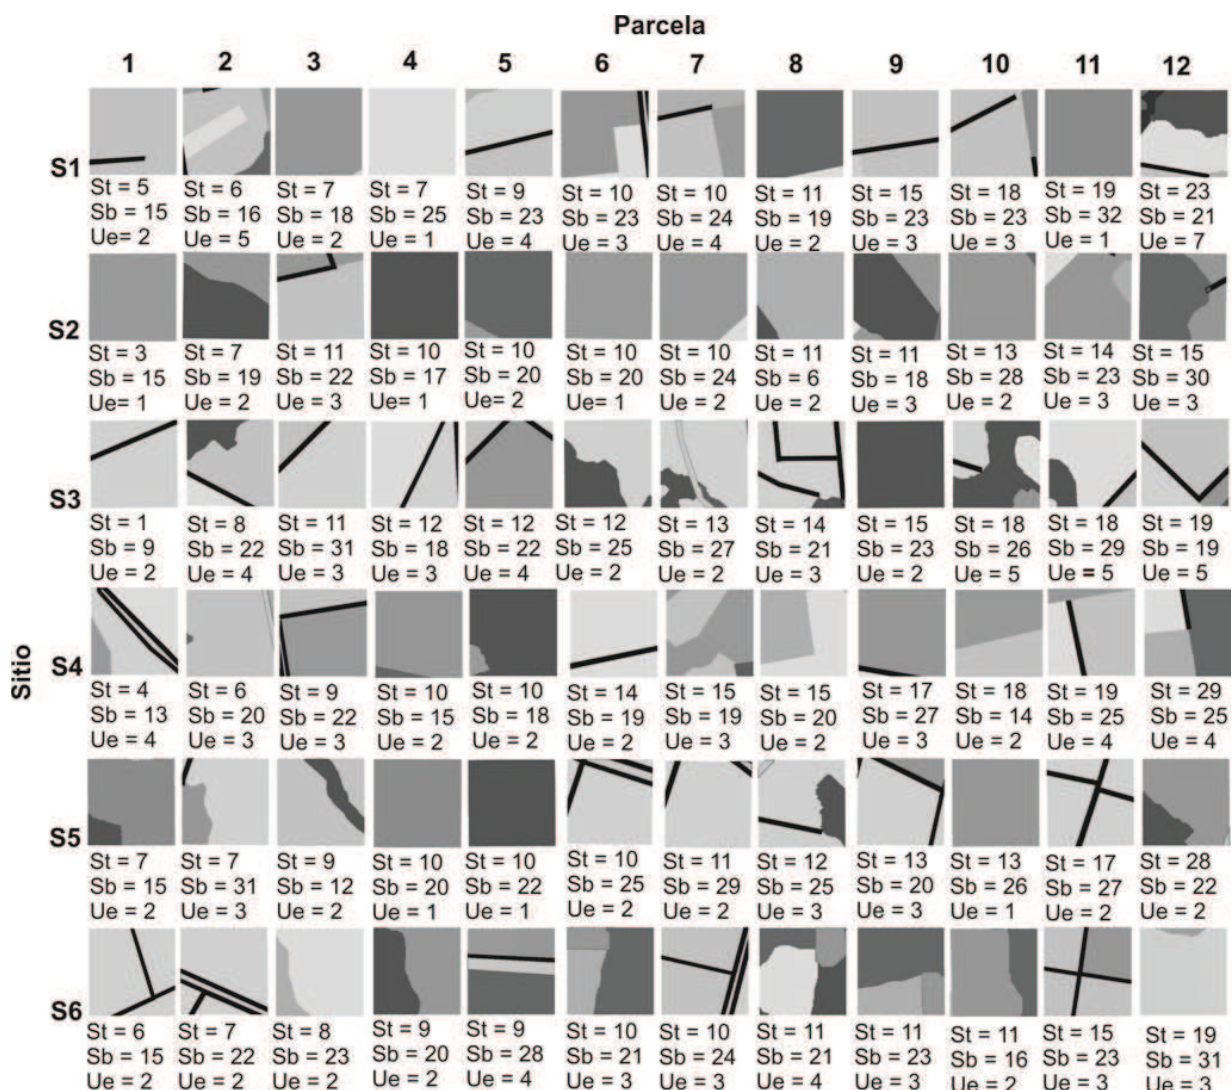 Parcela
1 2 3 4 5 6 7 8 9 10 11 12
S1
St = 5 St = 6 St = 7 St = 7 St = 9 St = 10 St = 10 St = 11 St = 15 St = 18 St = 19 St = 23
Sb = 15 Sb = 16 Sb = 18 Sb = 25 Sb = 23 Sb = 23 Sb = 24 Sb = 19 Sb = 23 Sb = 23 Sb = 32 Sb = 21
Ue= 2 Ue = 5 Ue = 2 Ue = 1 Ue = 4 Ue = 3 Ue = 4 Ue = 2 Ue = 3 Ue = 3 Ue = 1 Ue = 7
S2
St = 3 St = 7 St = 11 St = 10 St = 10 St = 10 St = 10 St = 11 St = 11 St = 13 St = 14 St = 15
Sb = 15 Sb = 19 Sb = 22 Sb = 17 Sb = 20 Sb = 20 Sb = 24 Sb = 6 Sb = 18 Sb = 28 Sb = 23 Sb = 30
Ue= 1 Ue = 2 Ue = 3 Ue= 1 Ue= 2 Ue= 1 Ue = 2 Ue = 2 Ue = 3 Ue = 2 Ue = 3 Ue = 3
S3
St = 1 St = 8 St = 11 St = 12 St = 12 St = 12 St = 13 St = 14 St = 15 St = 18 St = 18 St = 19
Sb = 9 Sb = 22 Sb = 31 Sb = 18 Sb = 22 Sb = 25 Sb = 27 Sb = 21 Sb = 23 Sb = 26 Sb = 29 Sb = 19
Ue = 2 Ue = 4 Ue = 3 Ue = 3 Ue = 4 Ue = 2 Ue = 2 Ue = 3 Ue = 2 Ue = 5 Ue = 5 Ue = 5
Sitio
S4
St = 4 St = 6 St = 9 St = 10 St = 10 St = 14 St = 15 St = 15 St = 17 St = 18 St = 19 St = 29
Sb = 13 Sb = 20 Sb = 22 Sb = 15 Sb = 18 Sb = 19 Sb = 19 Sb = 20 Sb = 27 Sb = 14 Sb = 25 Sb = 25
Ue = 4 Ue = 3 Ue = 3 Ue = 2 Ue = 2 Ue = 2 Ue = 3 Ue = 2 Ue = 3 Ue = 2 Ue = 4 Ue = 4
S5
St = 7 St = 7 St = 9 St = 10 St = 10 St = 10 St = 11 St = 12 St = 13 St = 13 St = 17 St = 28
Sb = 15 Sb = 31 Sb = 12 Sb = 20 Sb = 22 Sb = 25 Sb = 29 Sb = 25 Sb = 20 Sb = 26 Sb = 27 Sb = 22
Ue = 2 Ue = 3 Ue = 2 Ue = 1 Ue = 1 Ue = 2 Ue = 2 Ue = 3 Ue = 3 Ue = 1 Ue = 2 Ue = 2
S6
St = 6 St = 7 St = 8 St = 9 St = 9 St = 10 St = 10 St = 11 St = 11 St = 11 St = 15 St = 19
Sb = 15 Sb = 22 Sb = 23 Sb = 20 Sb = 28 Sb = 21 Sb = 24 Sb = 21 Sb = 23 Sb = 16 Sb = 23 Sb = 31
Ue = 2 Ue = 2 Ue = 2 Ue = 2 Ue = 4 Ue = 3 Ue = 3 Ue = 4 Ue = 3 Ue = 2 Ue = 3 Ue = 3